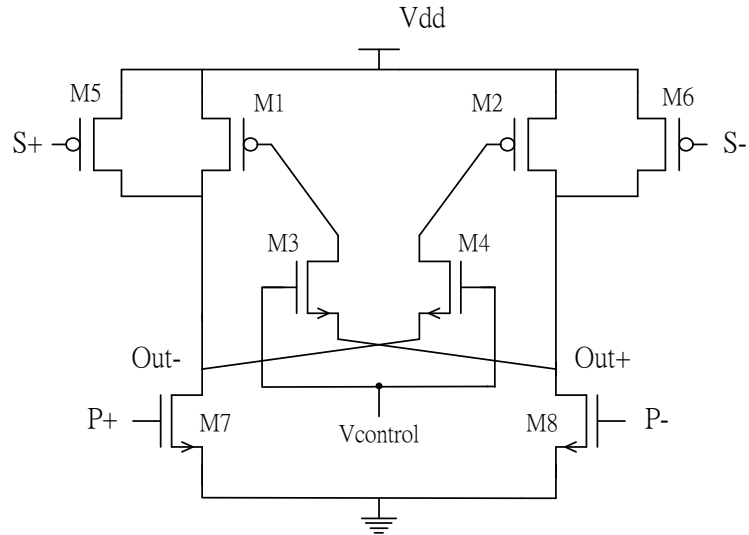 Vdd
M5
M1
M2
M6
S+
S-
M3
M4
Out-
Out+
P+
M7
Vcontrol
M8
P-